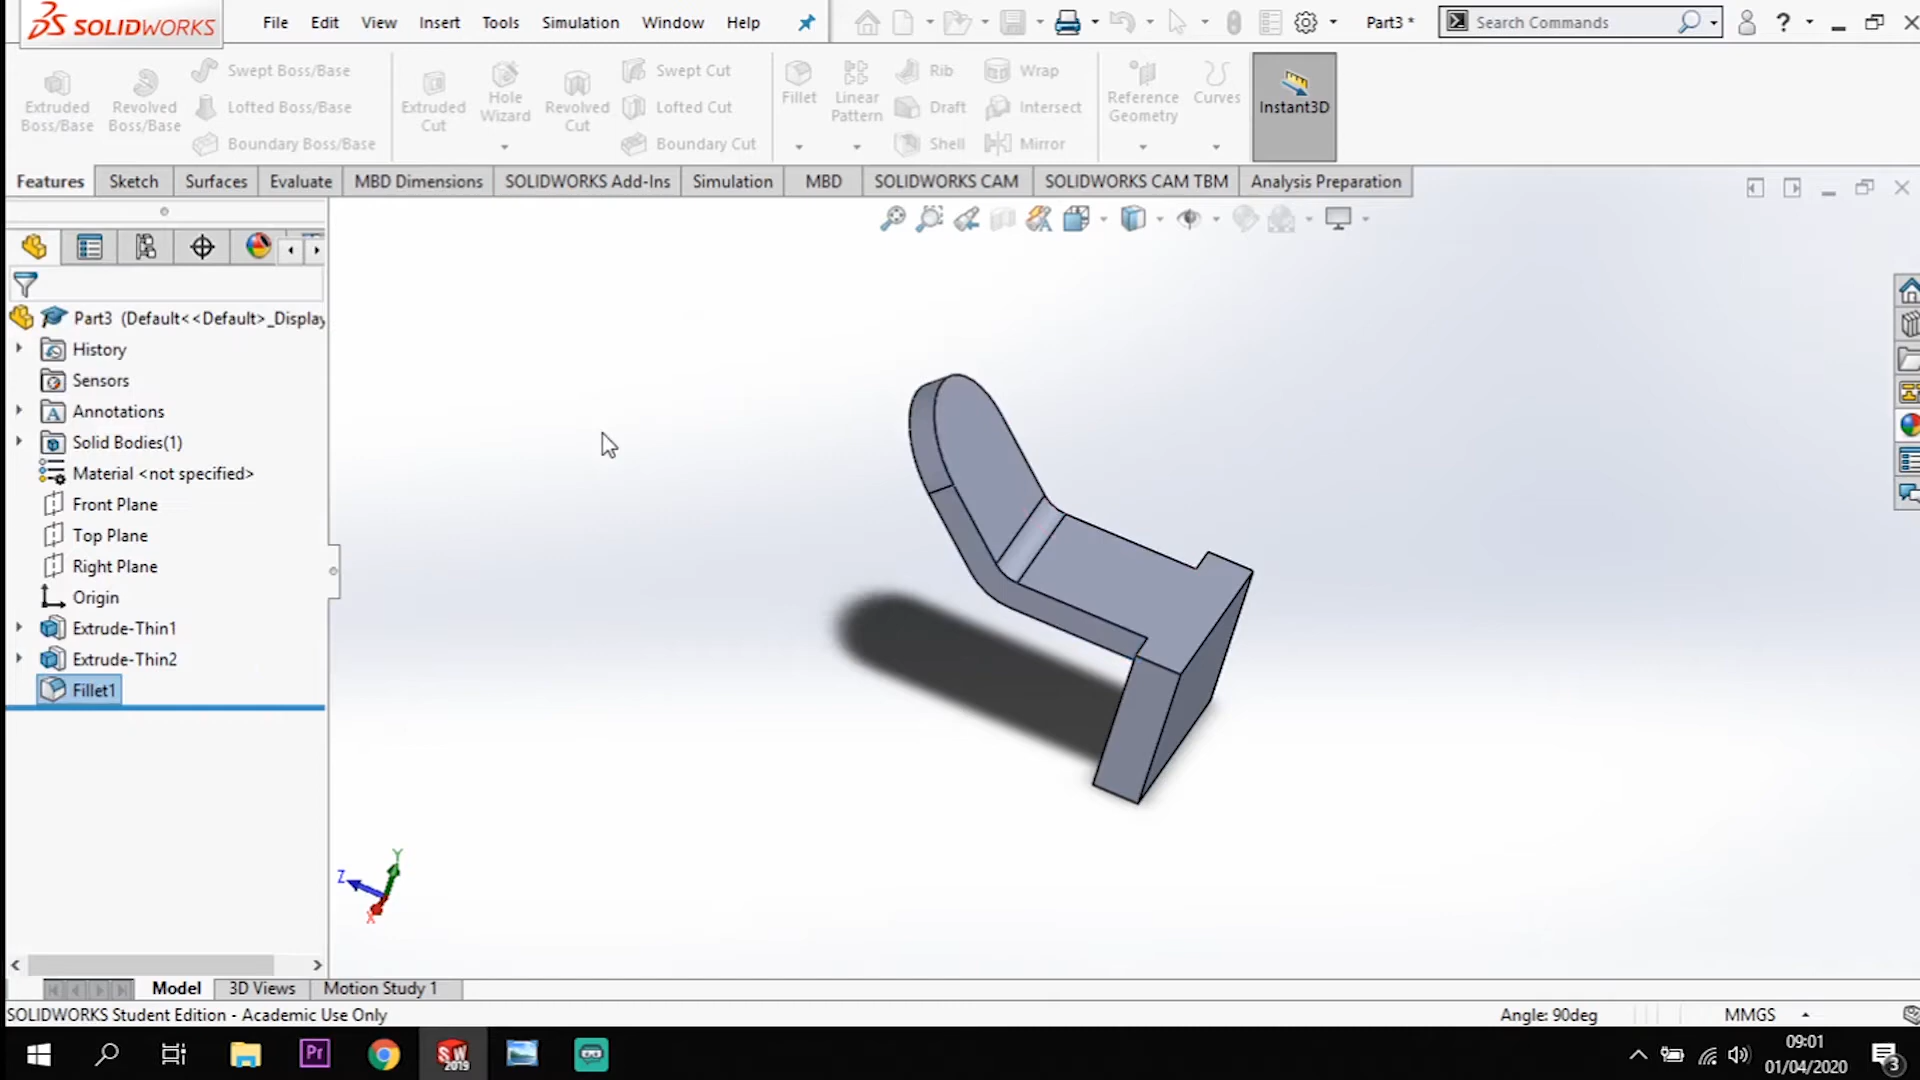 SOLIDWORKS File Edit View Insert Tools Simulation Window Help Part3 * Search Commands ?
Extruded Boss/Base
Revolved Boss/Base
Swept Boss/Base
Lofted Boss/Base
Boundary Boss/Base
Extruded Cut
Hole Wizard
Revolved Cut
Swept Cut
Lofted Cut
Boundary Cut
Fillet
Linear Pattern
Rib
Draft
Shell
Wrap
Intersect
Mirror
Reference Geometry
Curves
Instant3D
Features Sketch Surfaces Evaluate MBD Dimensions SOLIDWORKS Add-Ins Simulation MBD SOLIDWORKS CAM SOLIDWORKS CAM TBM Analysis Preparation
Part3 (Default<<Default>_Display
History
Sensors
Annotations
Solid Bodies(1)
Material <not specified>
Front Plane
Top Plane
Right Plane
Origin
Extrude-Thin1
Extrude-Thin2
Fillet1
Y
Z
X
Model 3D Views Motion Study 1
SOLIDWORKS Student Edition - Academic Use Only Angle: 90deg MMGS
Pr SW 2019 09:01
01/04/2020 3